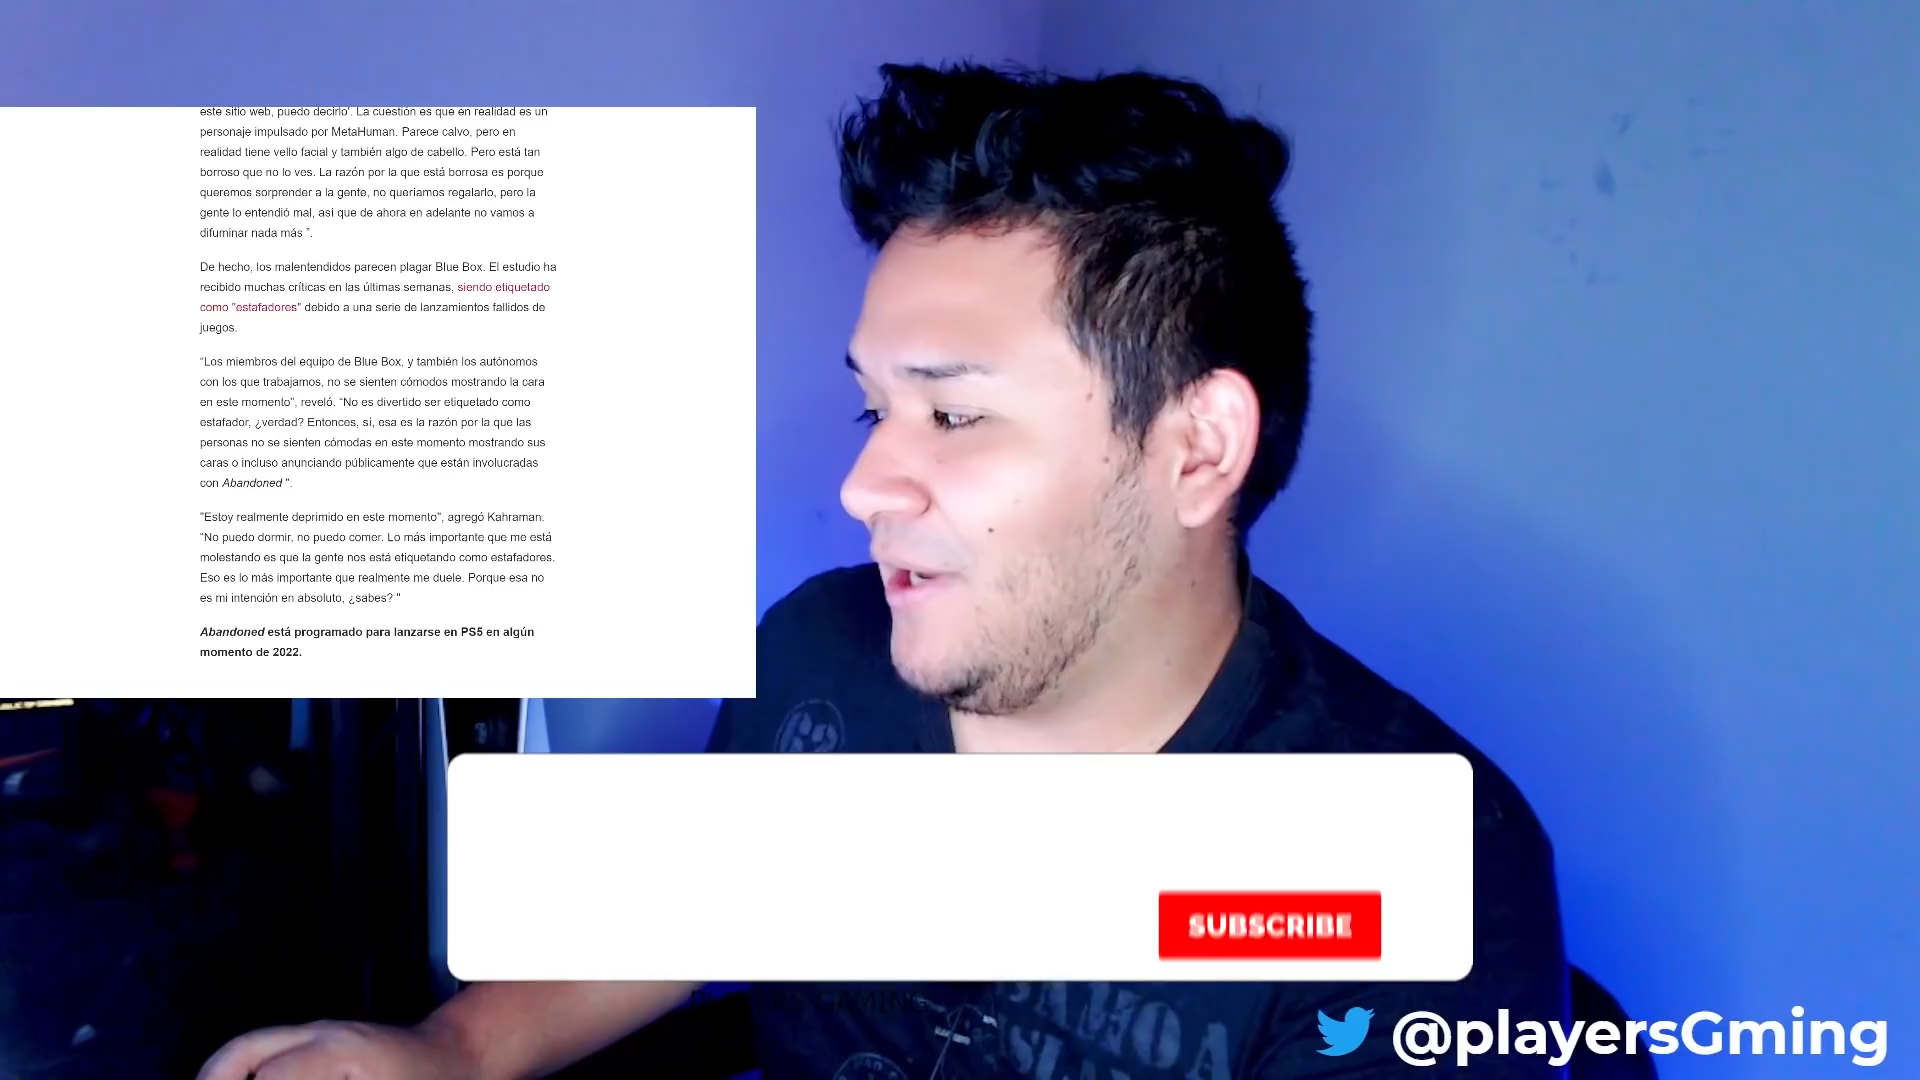 este sitio web, puedo decirlo'. La cuestión es que en realidad es un
personaje impulsado por MetaHuman. Parece calvo, pero en
realidad tiene vello facial y también algo de cabello. Pero está tan
borroso que no lo ves. La razón por la que está borrosa es porque
queremos sorprender a la gente, no queríamos regalarlo, pero la
gente lo entendió mal, así que de ahora en adelante no vamos a
difuminar nada más ”.
De hecho, los malentendidos parecen plagar Blue Box. El estudio ha
recibido muchas críticas en las últimas semanas, siendo etiquetado
como "estafadores" debido a una serie de lanzamientos fallidos de
juegos.
“Los miembros del equipo de Blue Box, y también los autónomos
con los que trabajamos, no se sienten cómodos mostrando la cara
en este momento”, reveló. “No es divertido ser etiquetado como
estafador, ¿verdad? Entonces, sí, esa es la razón por la que las
personas no se sienten cómodas en este momento mostrando sus
caras o incluso anunciando públicamente que están involucradas
con Abandoned ".
"Estoy realmente deprimido en este momento", agregó Kahraman.
“No puedo dormir, no puedo comer. Lo más importante que me está
molestando es que la gente nos está etiquetando como estafadores.
Eso es lo más importante que realmente me duele. Porque esa no
es mi intención en absoluto, ¿sabes? "
Abandoned está programado para lanzarse en PS5 en algún
momento de 2022.
SUBSCRIBE
@playersGming